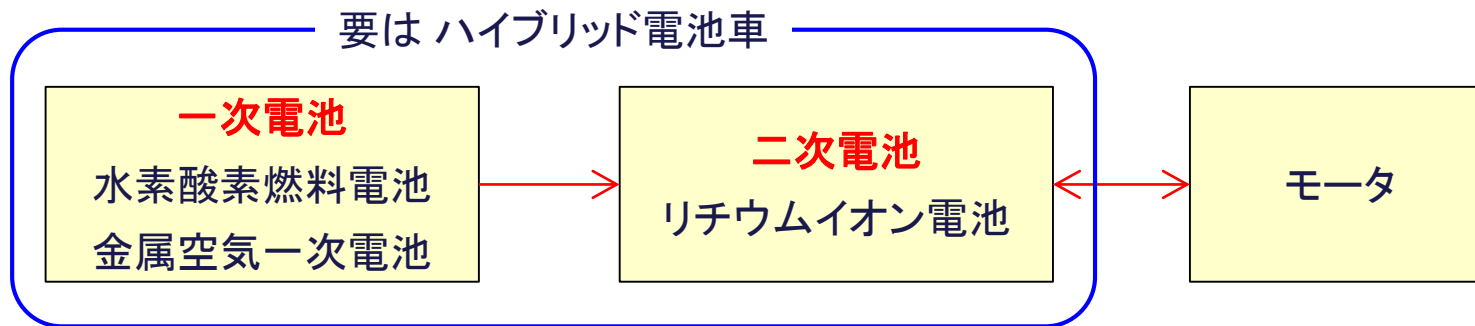 要は ハイブリッド電池車
一次電池
水素酸素燃料電池
金属空気一次電池
二次電池
リチウムイオン電池
モータ